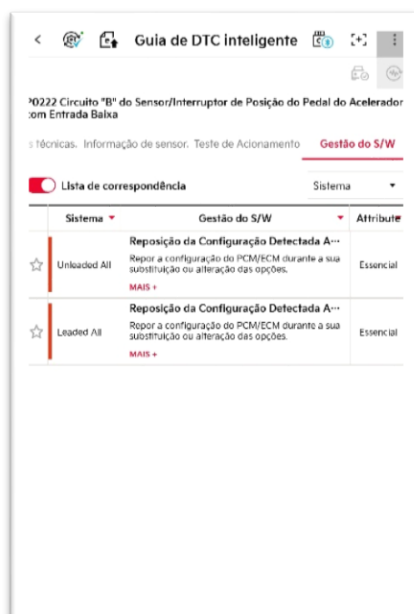 Guia de DTC inteligente
P0222 Circuito "B" do Sensor/Interruptor de Posição do Pedal do Acelerador
com Entrada Baixa
s técnicas. Informação de sensor. Teste de Acionamento Gestão do S/W
Lista de correspondência Sistema
Sistema Gestão do S/W Attribute
Reposição da Configuração Detectada A···
Unleaded All Repor a configuração do PCM/ECM durante a sua Essencial
substituição ou alteração das opções.
MAIS +
Reposição da Configuração Detectada A···
Leaded All Repor a configuração do PCM/ECM durante a sua Essencial
substituição ou alteração das opções.
MAIS +